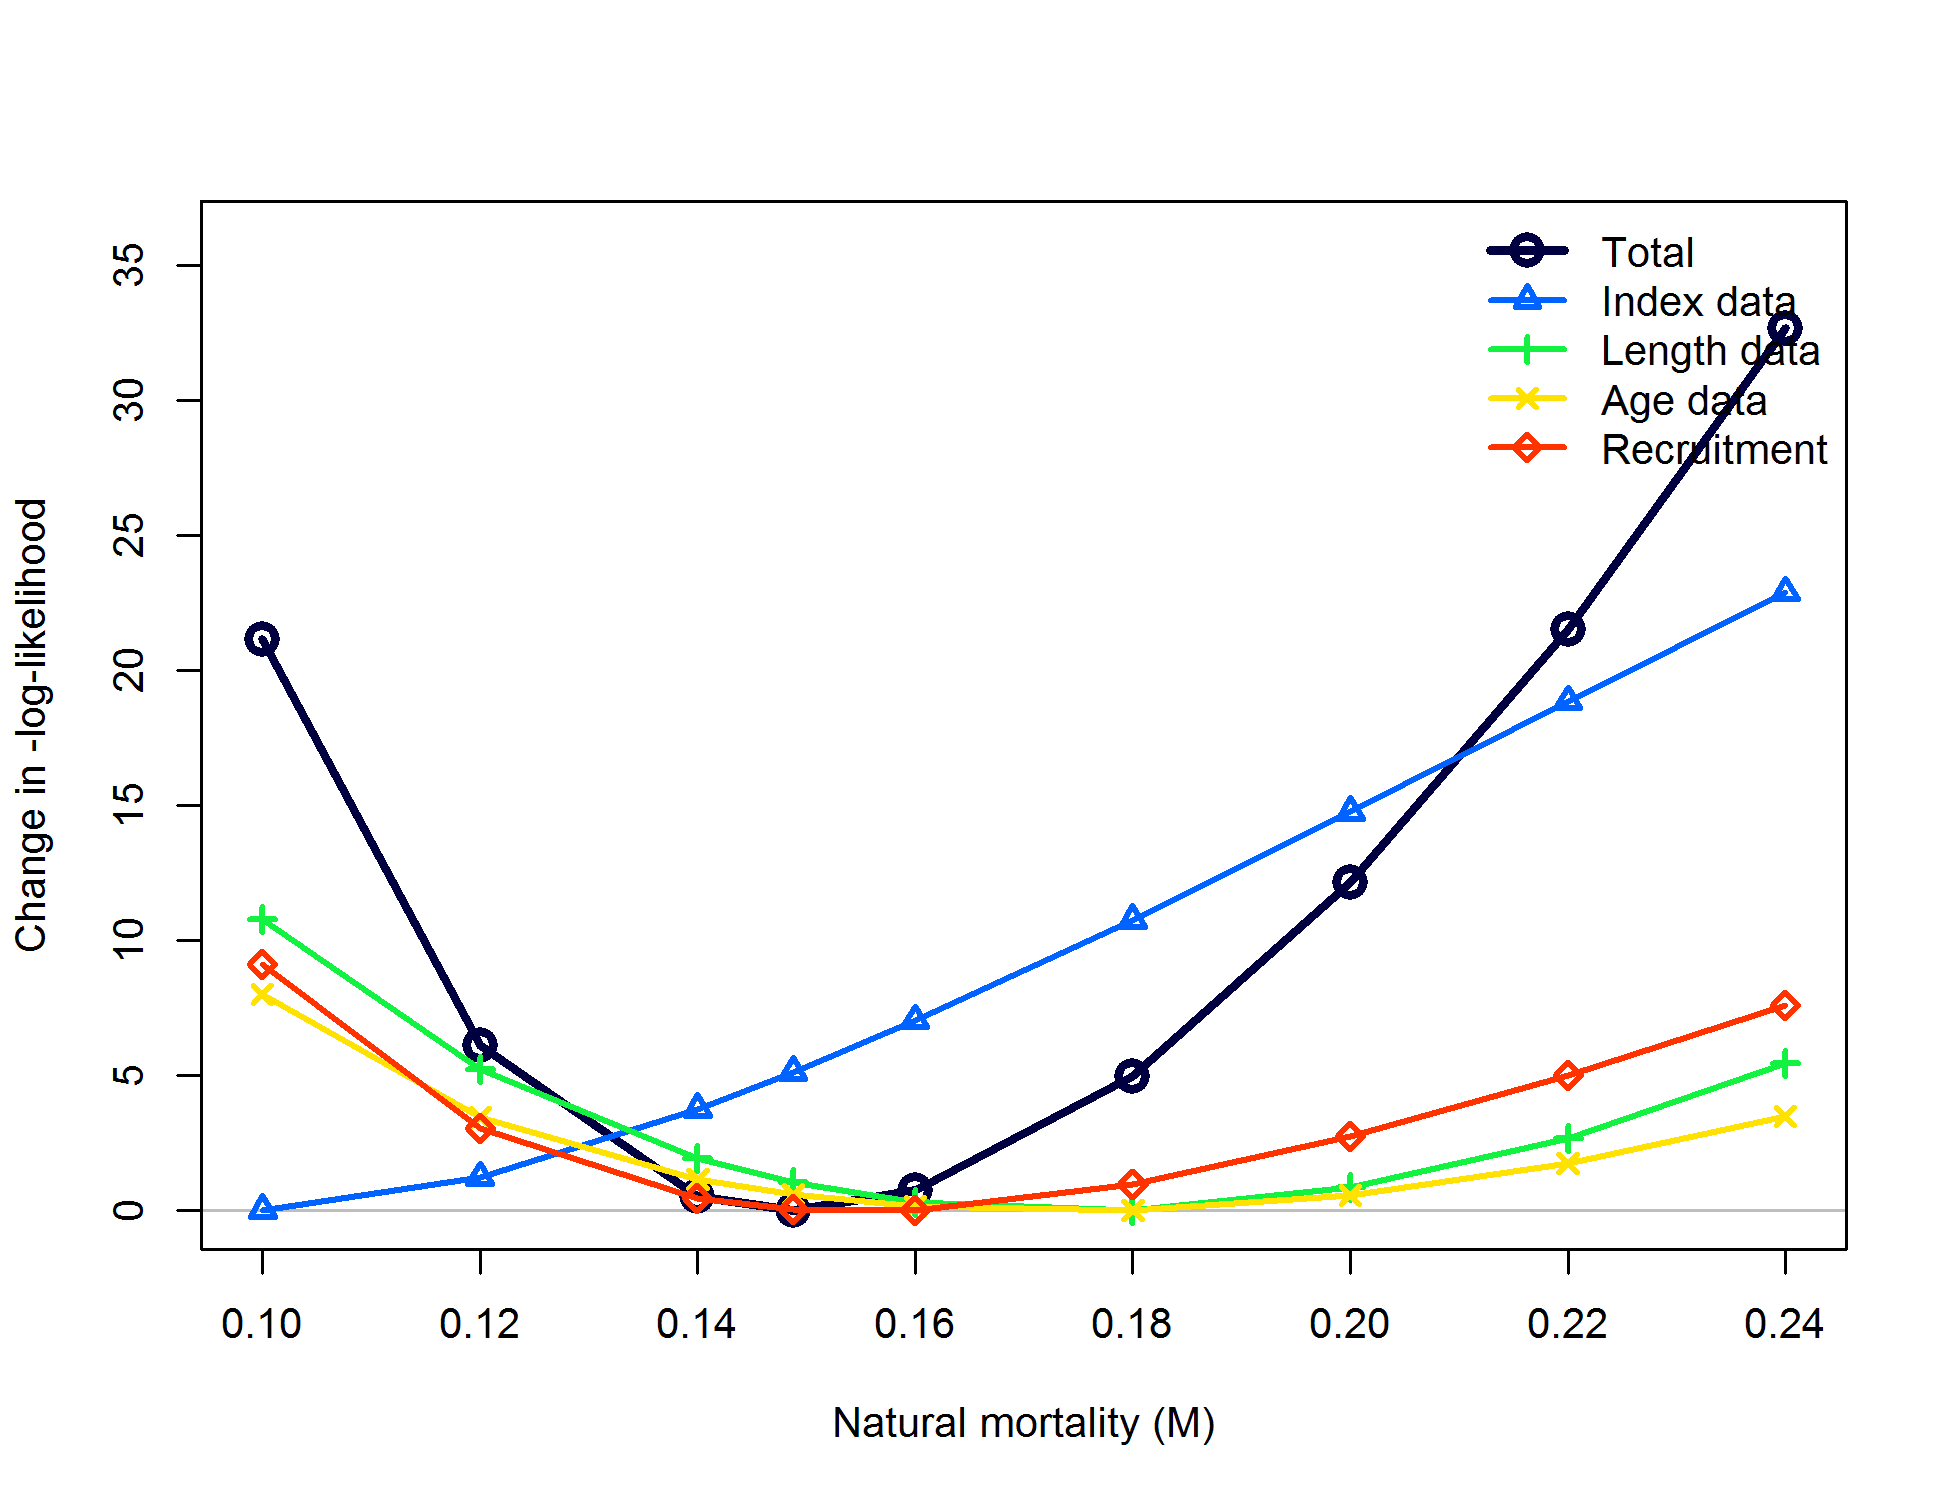 Total
Index data
Length data
Age data
Recruitment
35
30
25
20
15
10
5
0
Change in -log-likelihood
0.10 0.12 0.14 0.16 0.18 0.20 0.22 0.24
Natural mortality (M)